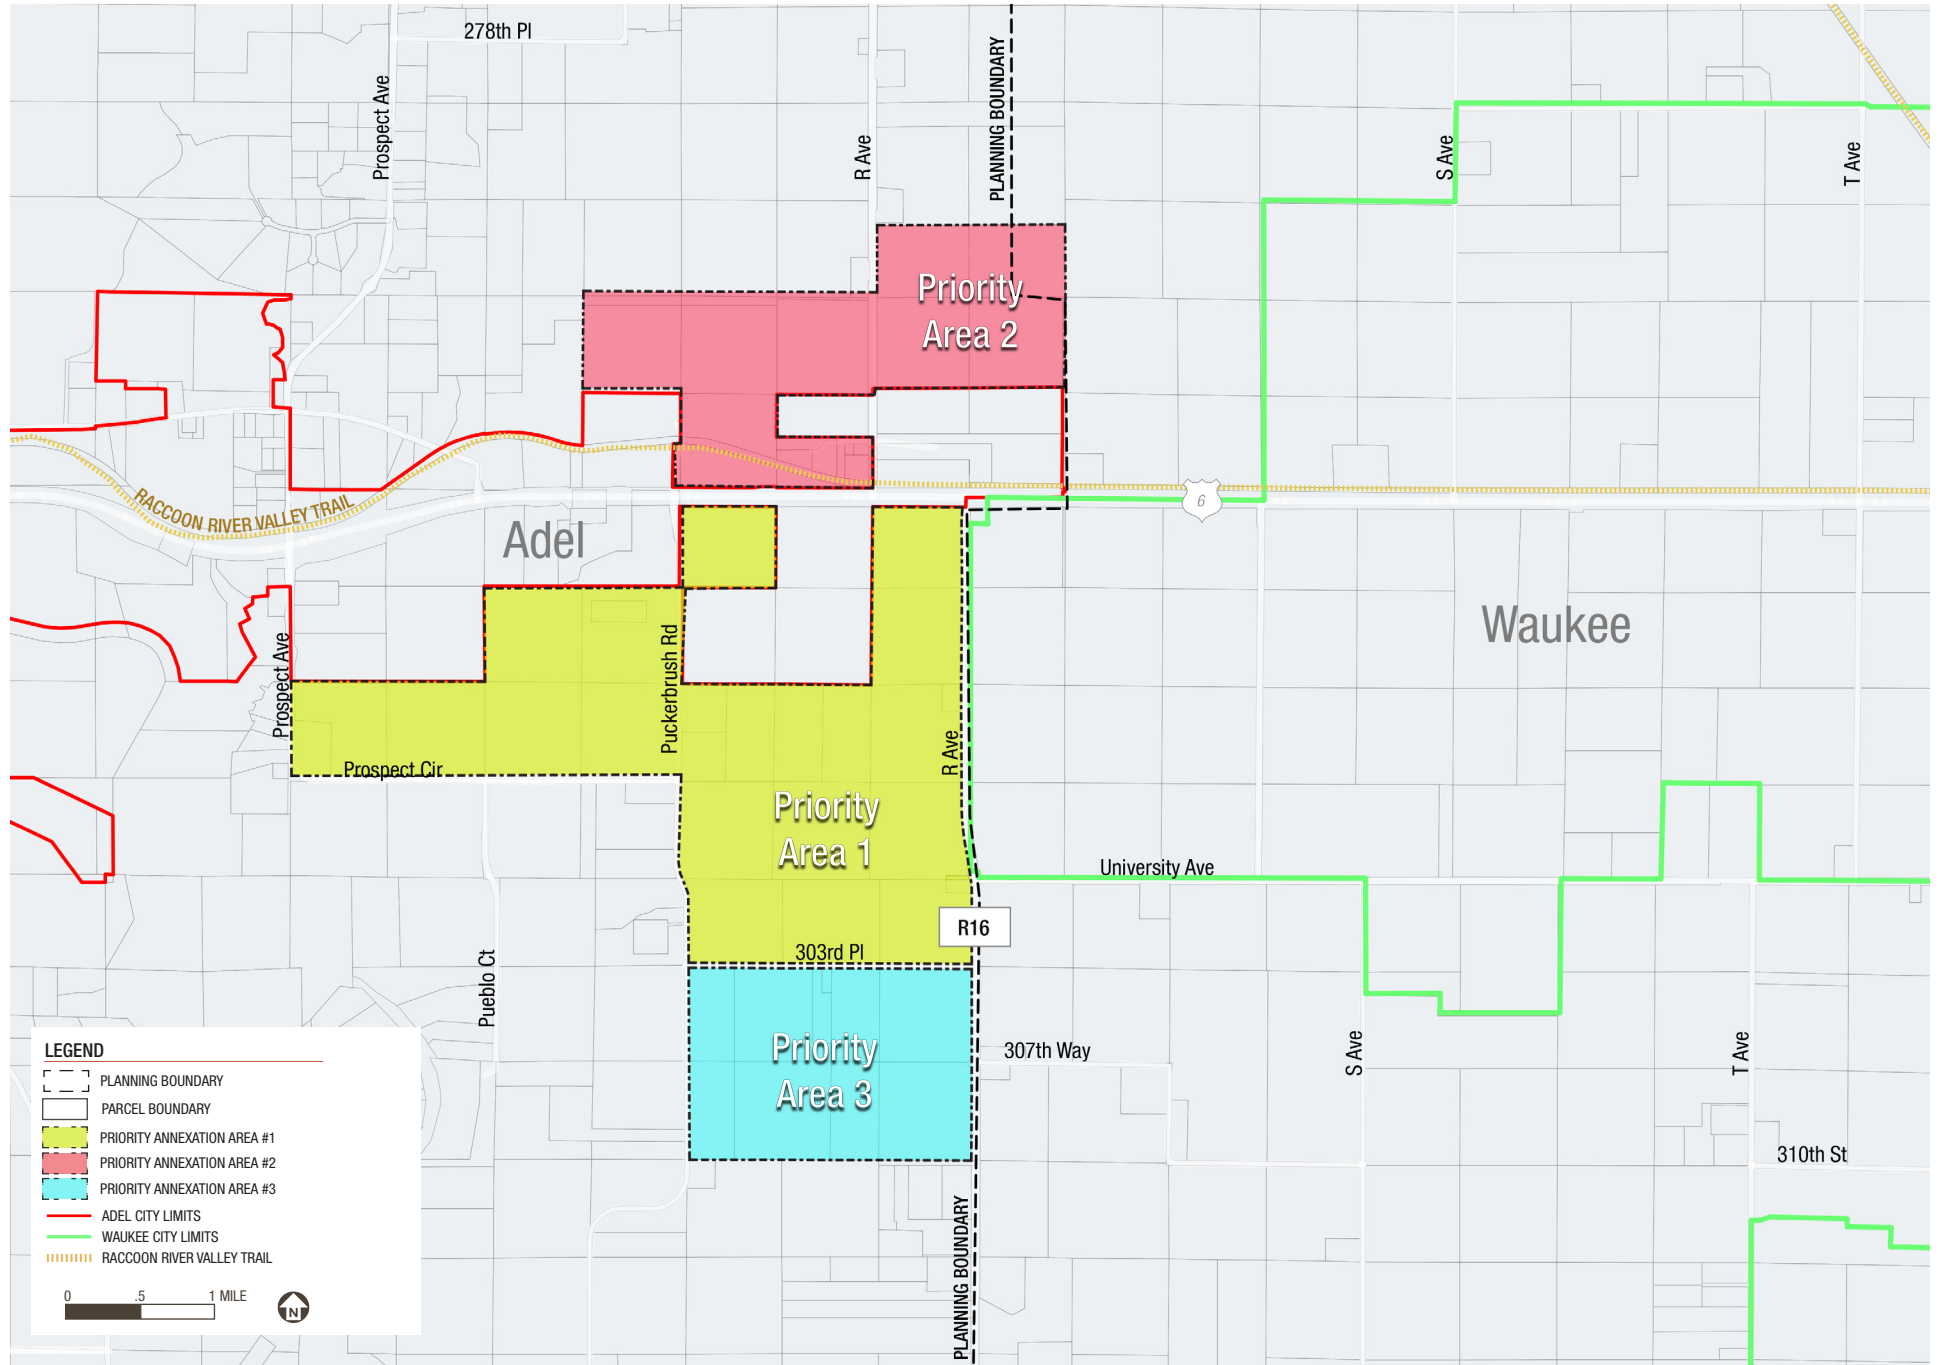 278th Pl
Prospect Ave
R Ave
PLANNING BOUNDARY
S Ave
T Ave
Priority
Area 2
RACCOON RIVER VALLEY TRAIL
6
Adel
Waukee
Prospect Ave
Puckerbrush Rd
R Ave
Prospect Cir
Priority
Area 1
University Ave
R16
303rd Pl
Pueblo Ct
Priority
Area 3
307th Way
S Ave
T Ave
310th St
PLANNING BOUNDARY
LEGEND
PLANNING BOUNDARY
PARCEL BOUNDARY
PRIORITY ANNEXATION AREA #1
PRIORITY ANNEXATION AREA #2
PRIORITY ANNEXATION AREA #3
ADEL CITY LIMITS
WAUKEE CITY LIMITS
RACCOON RIVER VALLEY TRAIL
0 .5 1 MILE
N